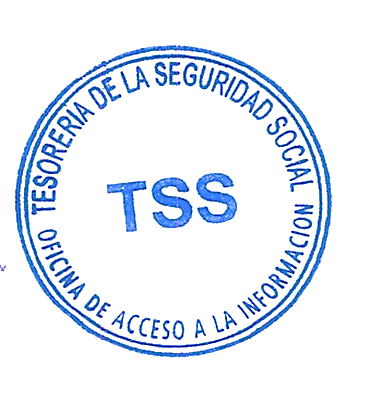 TESORERIA DE LA SEGURIDAD SOCIAL
TSS
OFICINA DE ACCESO A LA INFORMACION